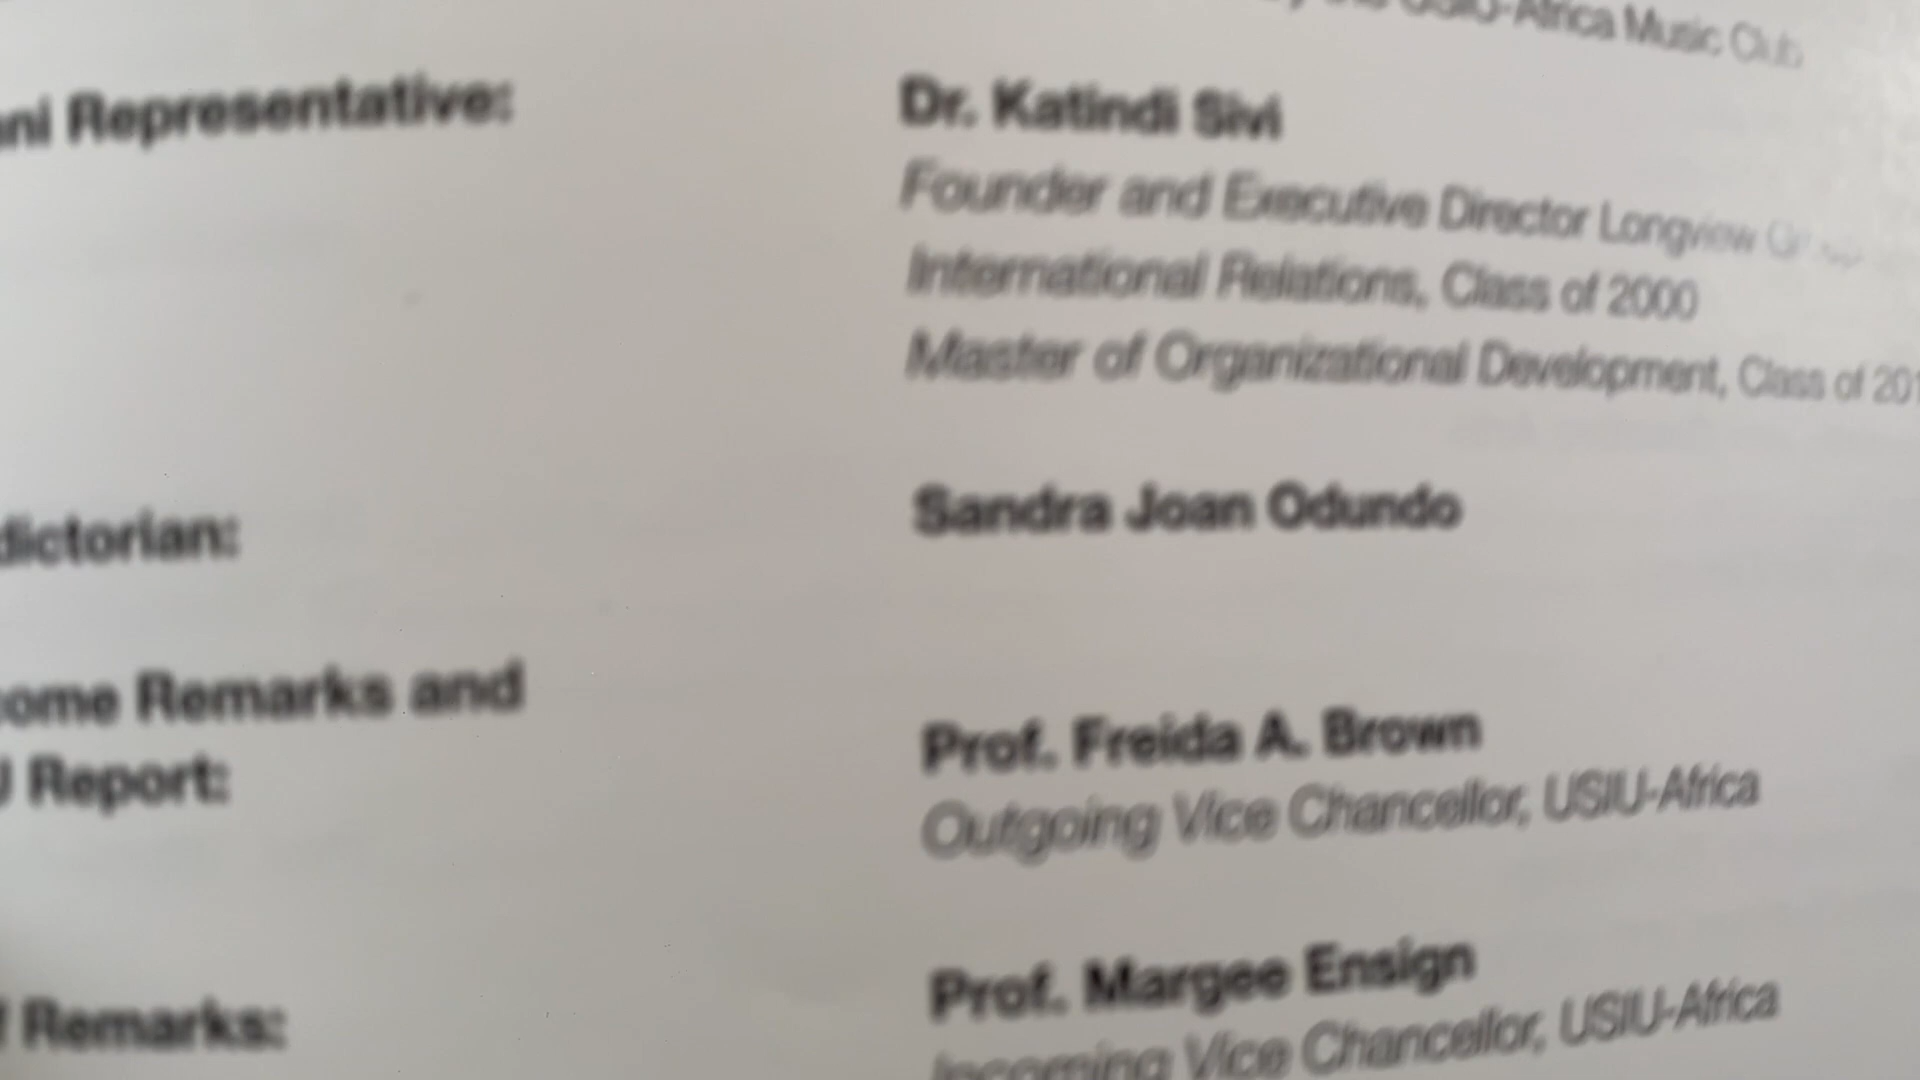 USIU-Africa Music Club
Representative:
Dr. Katindi Sivi
Founder and Executive Director Longview
International Relations, Class of 2000
Master of Organizational Development, Class of
Sandra Joan Odundo
Remarks and
Report:
Prof. Freida A. Brown
Outgoing Vice Chancellor, USIU-Africa
Remarks:
Prof. Margee Ensign
Incoming Vice Chancellor, USIU-Africa